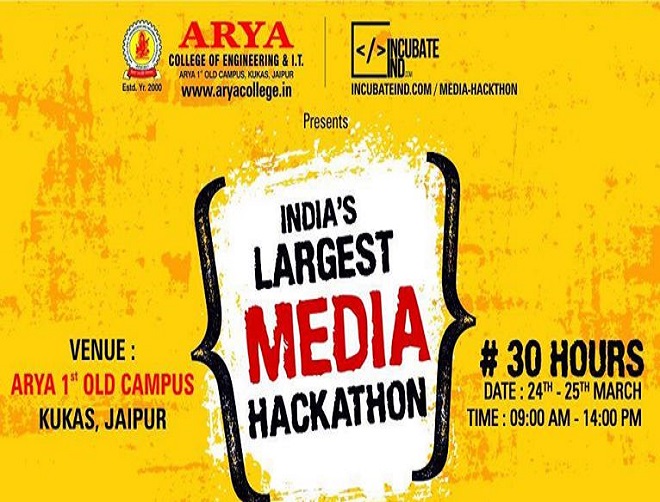 ARYA
COLLEGE OF ENGINEERING & I.T.
ARYA 1st OLD CAMPUS, KUKAS, JAIPUR
Estd. Yr. 2000
www.aryacollege.in
</>
INCUBATE
IND.COM
INCUBATEIND.COM / MEDIA-HACKTHON
Presents
INDIA'S
LARGEST
MEDIA
HACKATHON
VENUE :
ARYA 1st OLD CAMPUS
KUKAS, JAIPUR
# 30 HOURS
DATE : 24TH - 25TH MARCH
TIME : 09:00 AM - 14:00 PM